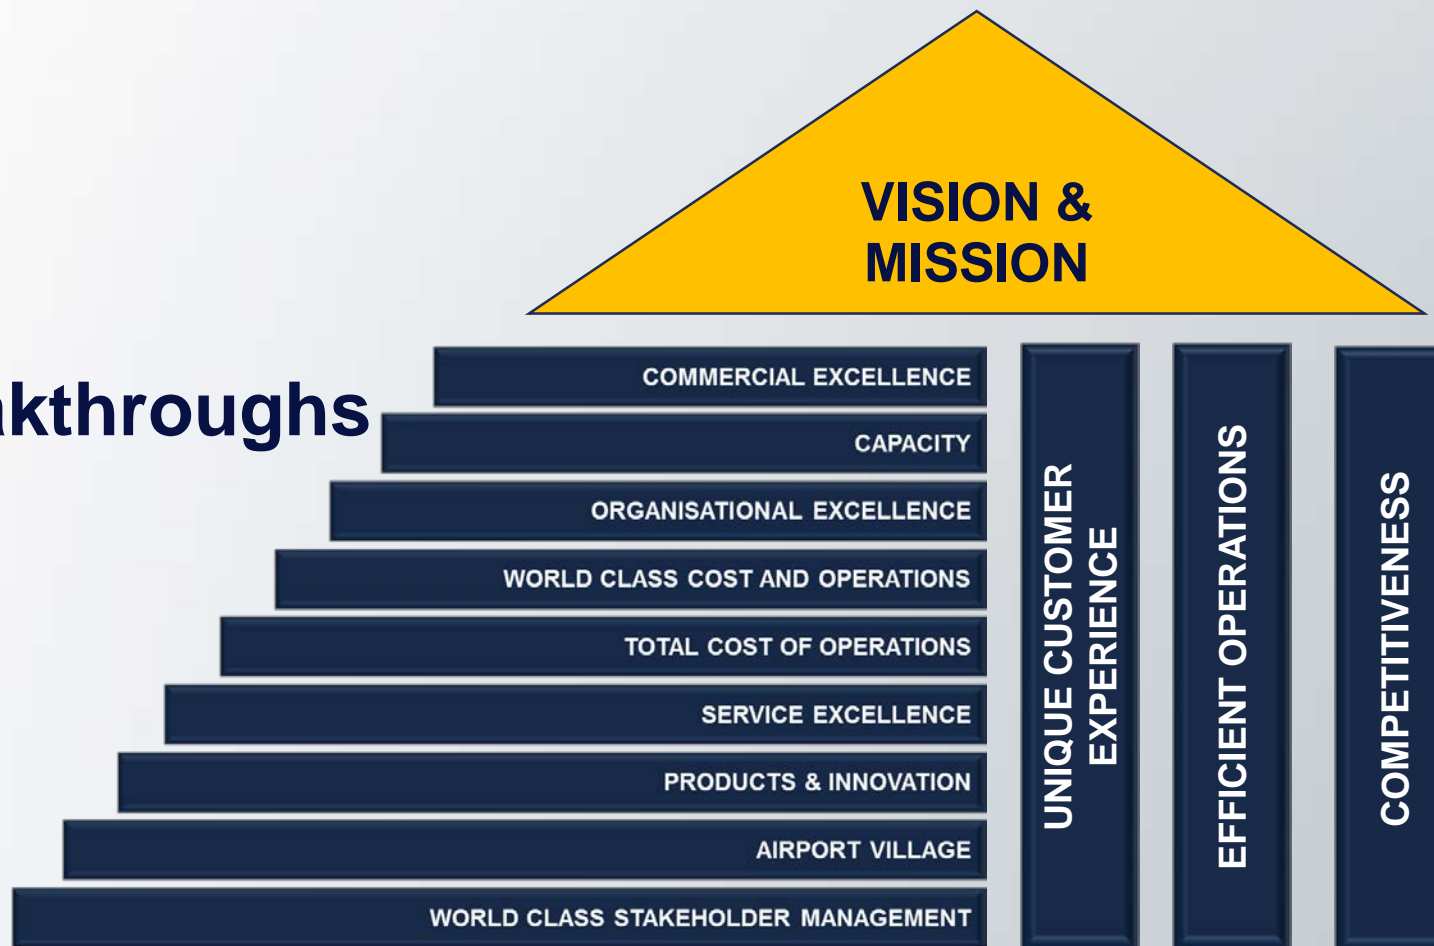 VISION &
MISSION
akthroughs
COMMERCIAL EXCELLENCE
CAPACITY
ORGANISATIONAL EXCELLENCE
WORLD CLASS COST AND OPERATIONS
TOTAL COST OF OPERATIONS
SERVICE EXCELLENCE
PRODUCTS & INNOVATION
AIRPORT VILLAGE
WORLD CLASS STAKEHOLDER MANAGEMENT
UNIQUE CUSTOMER
EXPERIENCE
EFFICIENT OPERATIONS
COMPETITIVENESS